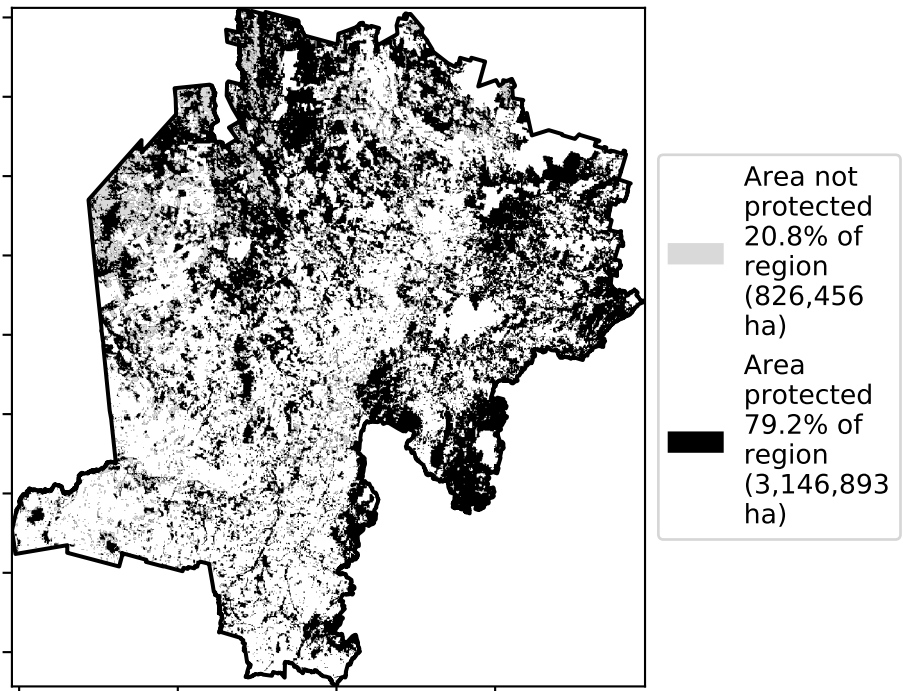 Area not
protected
20.8% of
region
(826,456
ha)
Area
protected
79.2% of
region
(3,146,893
ha)